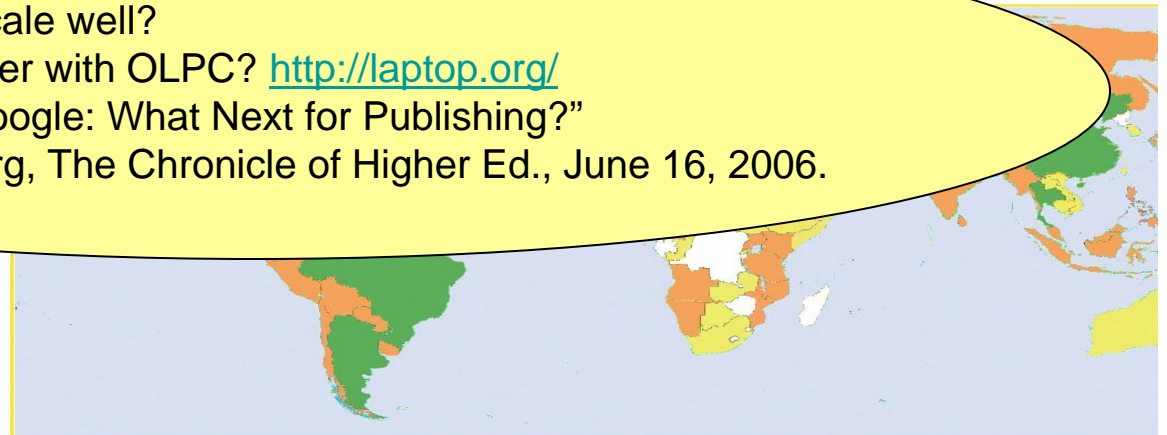 cale well?
er with OLPC? http://laptop.org/
oogle: What Next for Publishing?”
rg, The Chronicle of Higher Ed., June 16, 2006.